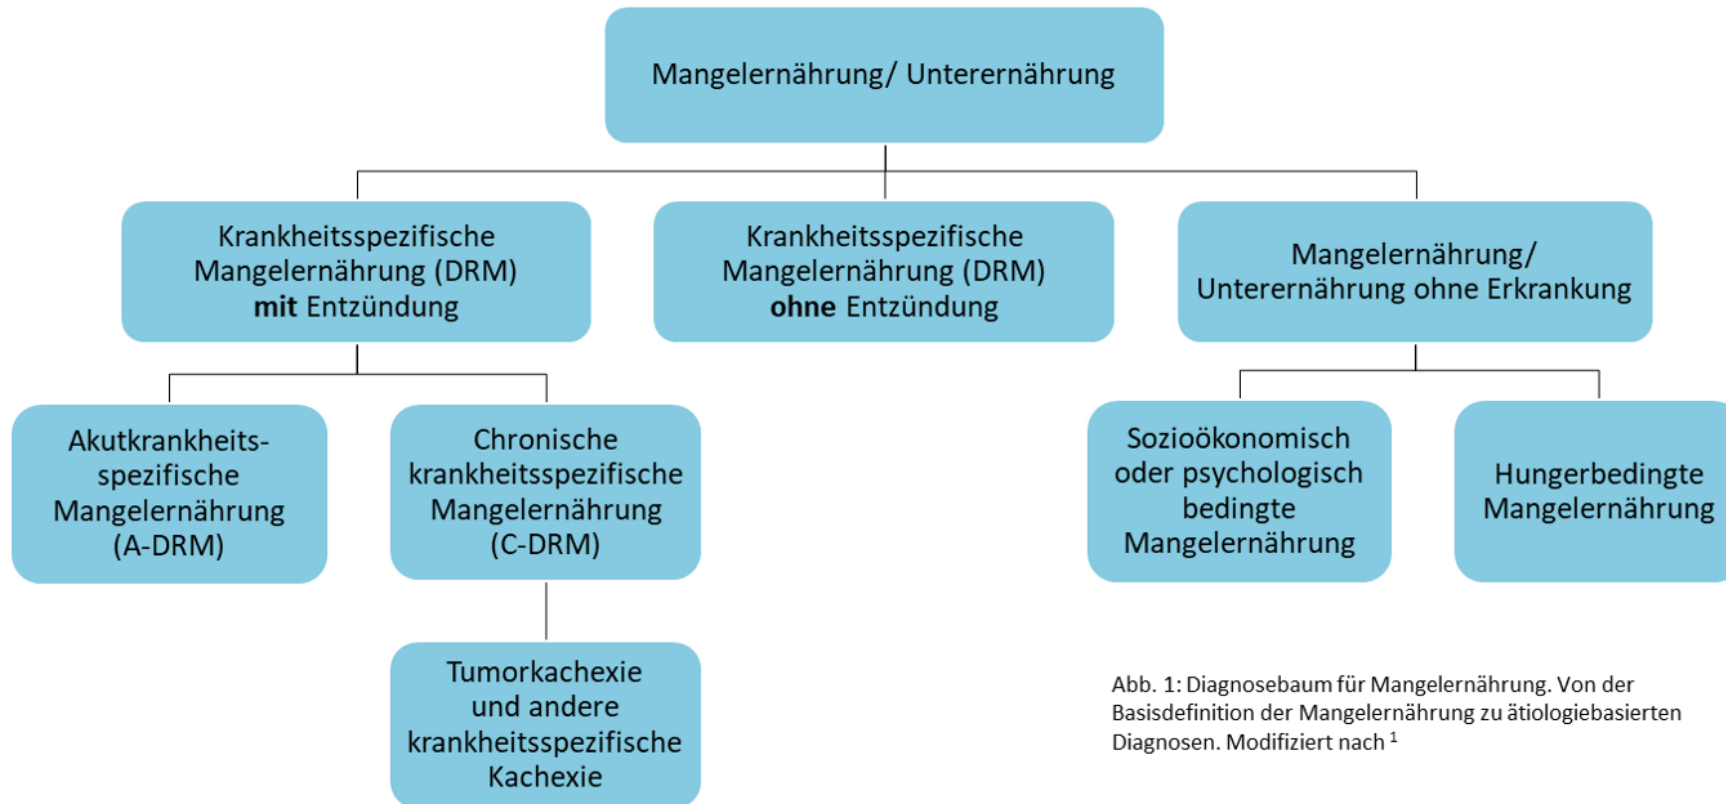 Mangelernährung/ Unterernährung
Krankheitsspezifische
Mangelernährung (DRM)
mit Entzündung
Krankheitsspezifische
Mangelernährung (DRM)
ohne Entzündung
Mangelernährung/
Unterernährung ohne Erkrankung
Akutkrankheits-
spezifische
Mangelernährung
(A-DRM)
Chronische
krankheitsspezifische
Mangelernährung
(C-DRM)
Sozioökonomisch
oder psychologisch
bedingte
Mangelernährung
Hungerbedingte
Mangelernährung
Tumorkachexie
und andere
krankheitsspezifische
Kachexie
Abb. 1: Diagnosebaum für Mangelernährung. Von der
Basisdefinition der Mangelernährung zu ätiologiebasierten
Diagnosen. Modifiziert nach ¹